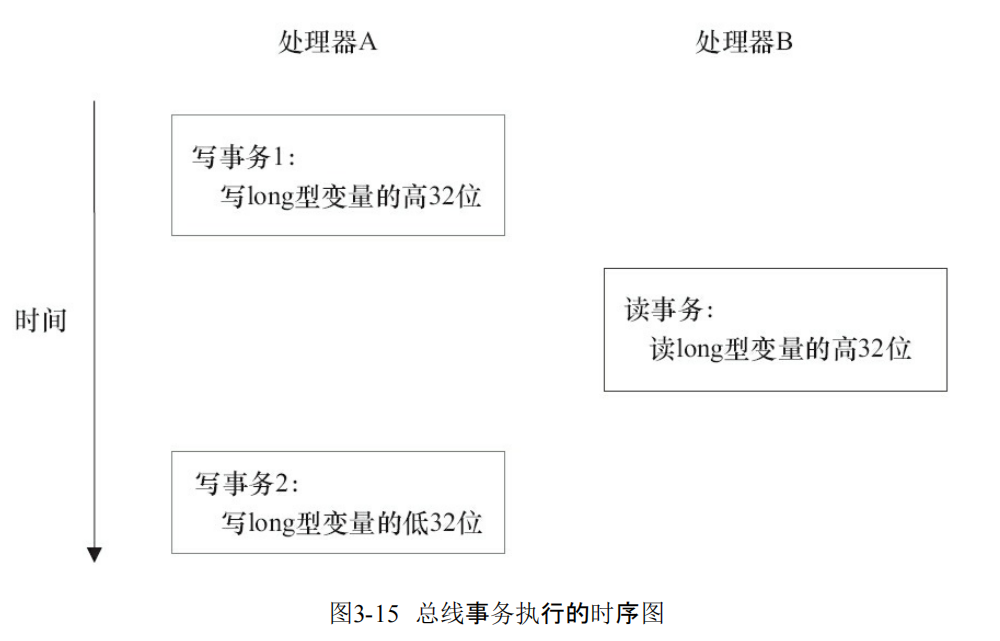 处理器A
处理器B
写事务1：
写long型变量的高32位
读事务：
读long型变量的高32位
时间
写事务2：
写long型变量的低32位
图3-15 总线事务执行的时序图